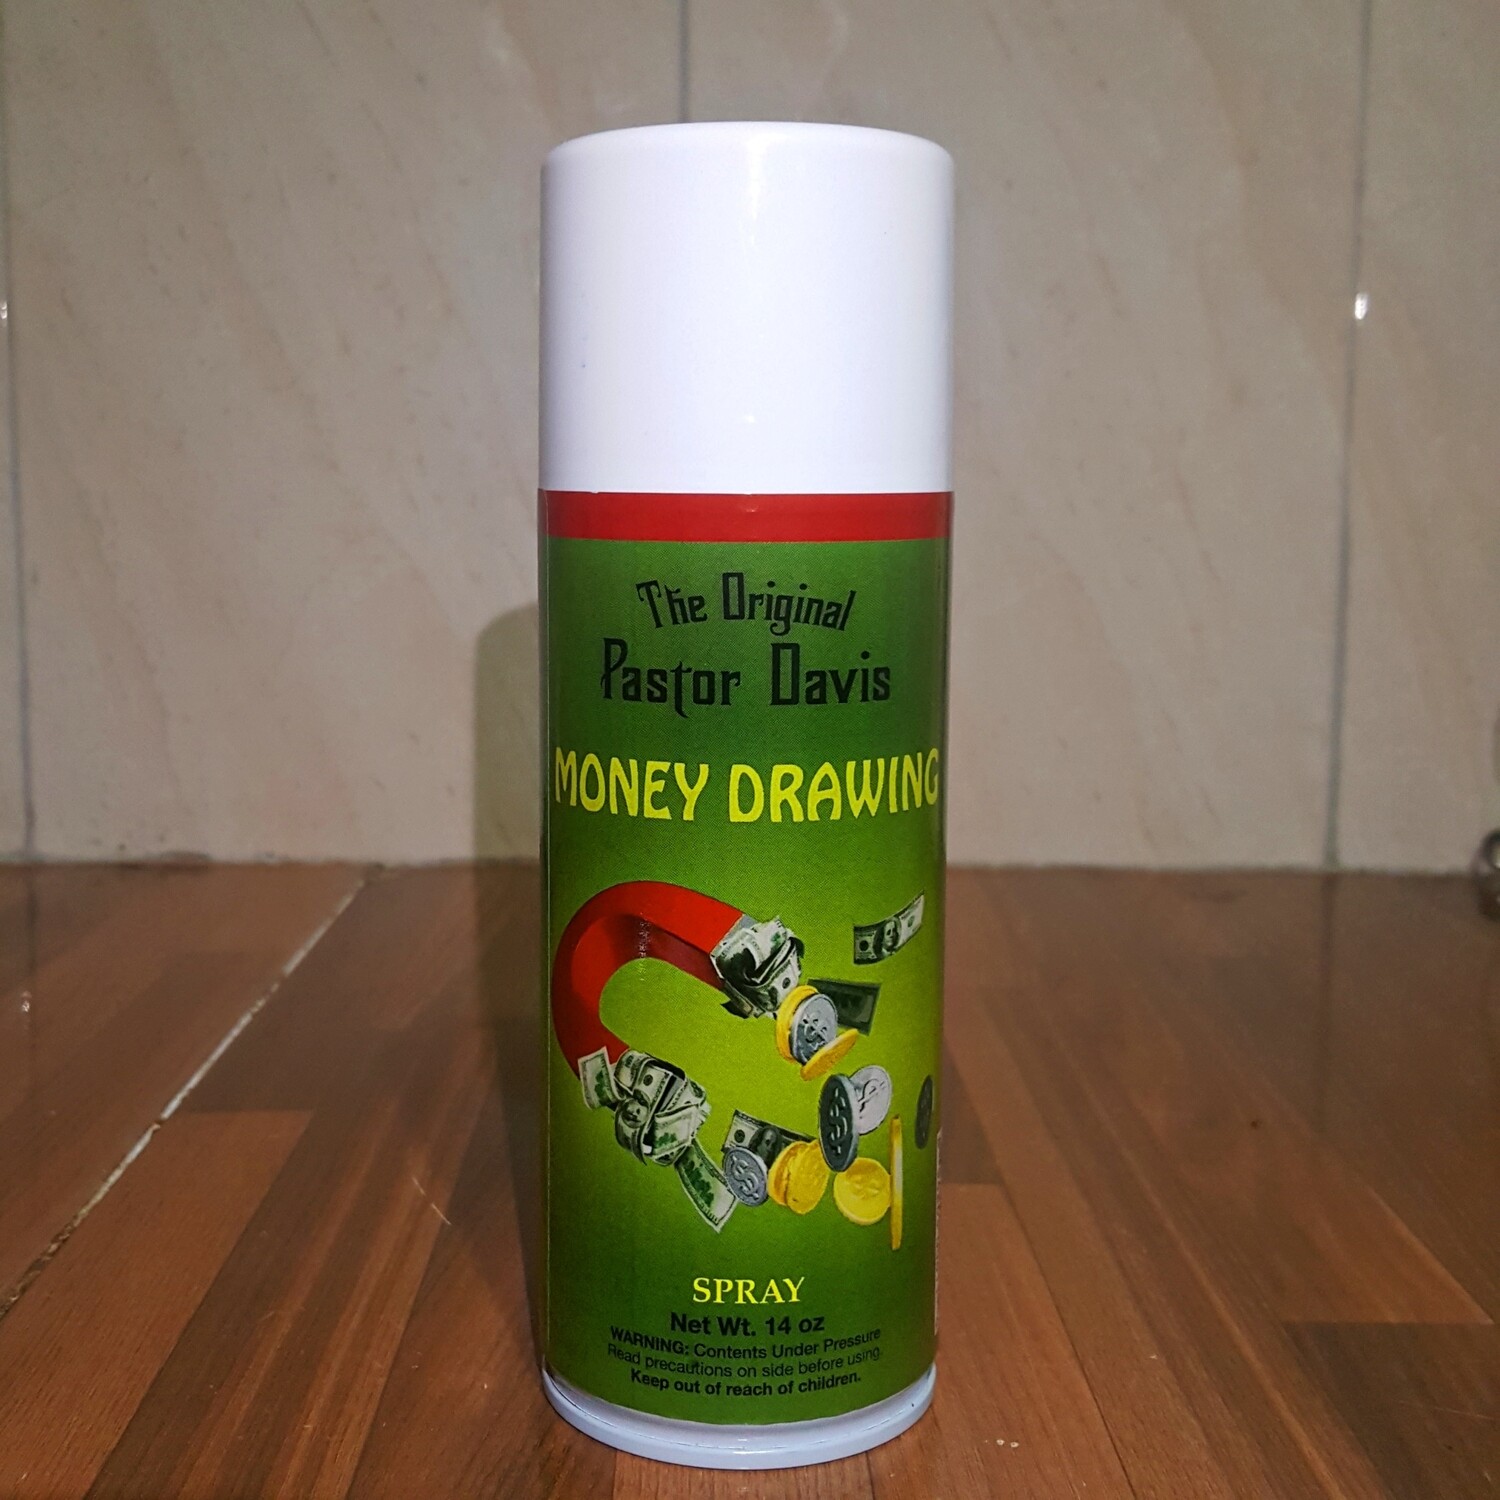 The Original
Pastor Davis
MONEY DRAWING
SPRAY
Net Wt. 14 oz
WARNING: Contents Under Pressure
Read precautions on side before using.
Keep out of reach of children.